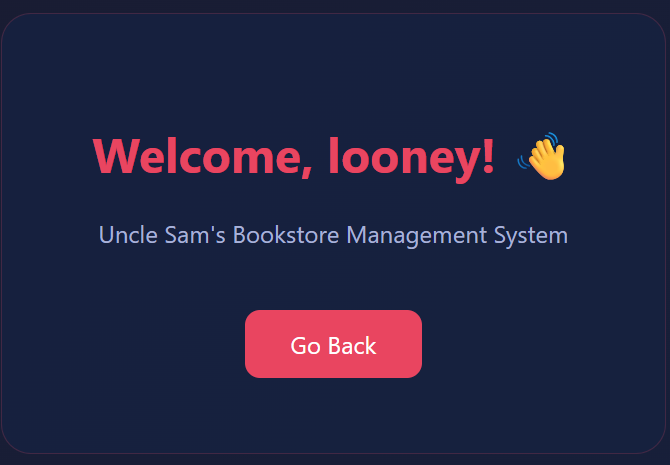 Welcome, looney! 👋
Uncle Sam's Bookstore Management System
Go Back